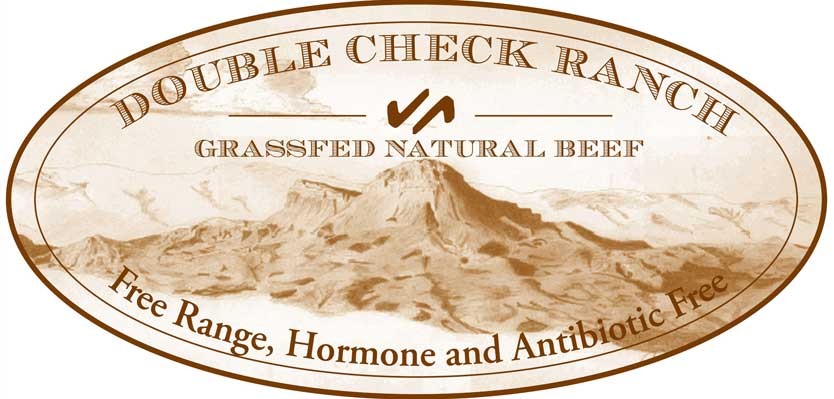 DOUBLE CHECK RANCH
GRASSFED NATURAL BEEF
Free Range, Hormone and Antibiotic Free